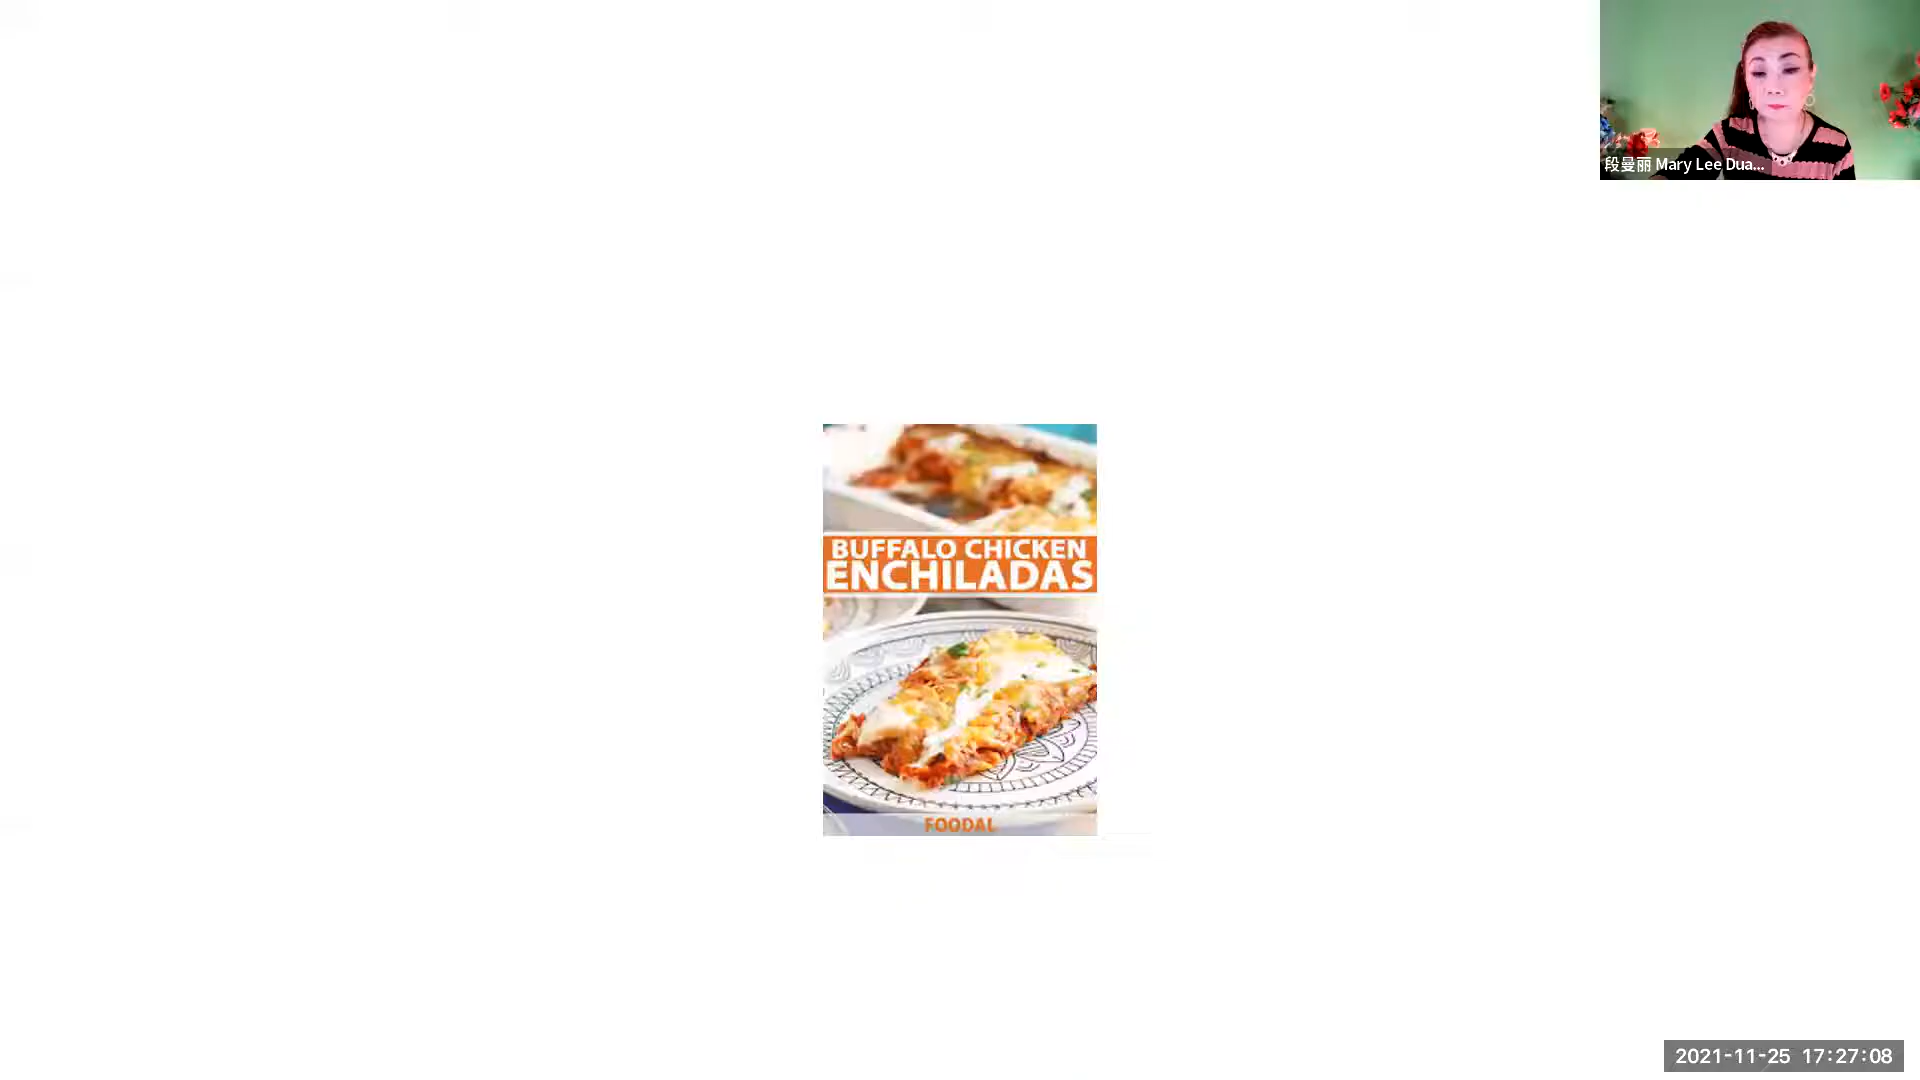 段曼丽 Mary Lee Dua...
BUFFALO CHICKEN
ENCHILADAS
FOODAL
2021-11-25 17:27:08